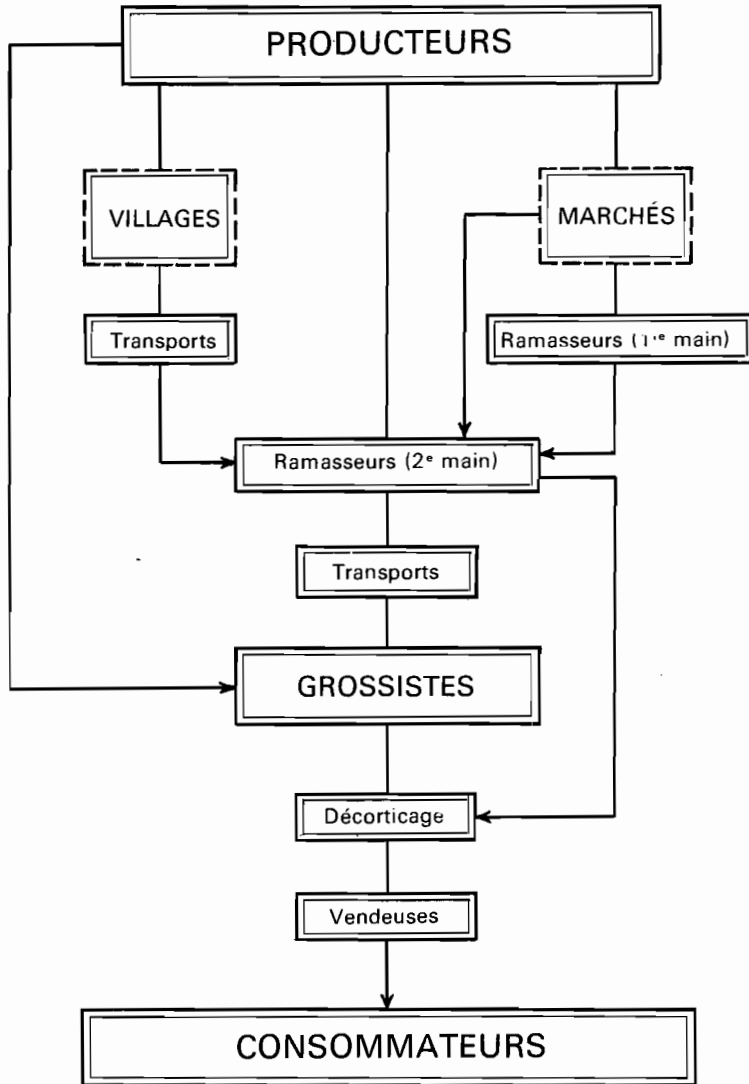 PRODUCTEURS
VILLAGES
MARCHÉS
Transports
Ramasseurs (1re main)
Ramasseurs (2e main)
Transports
GROSSISTES
Décorticage
Vendeuses
CONSOMMATEURS